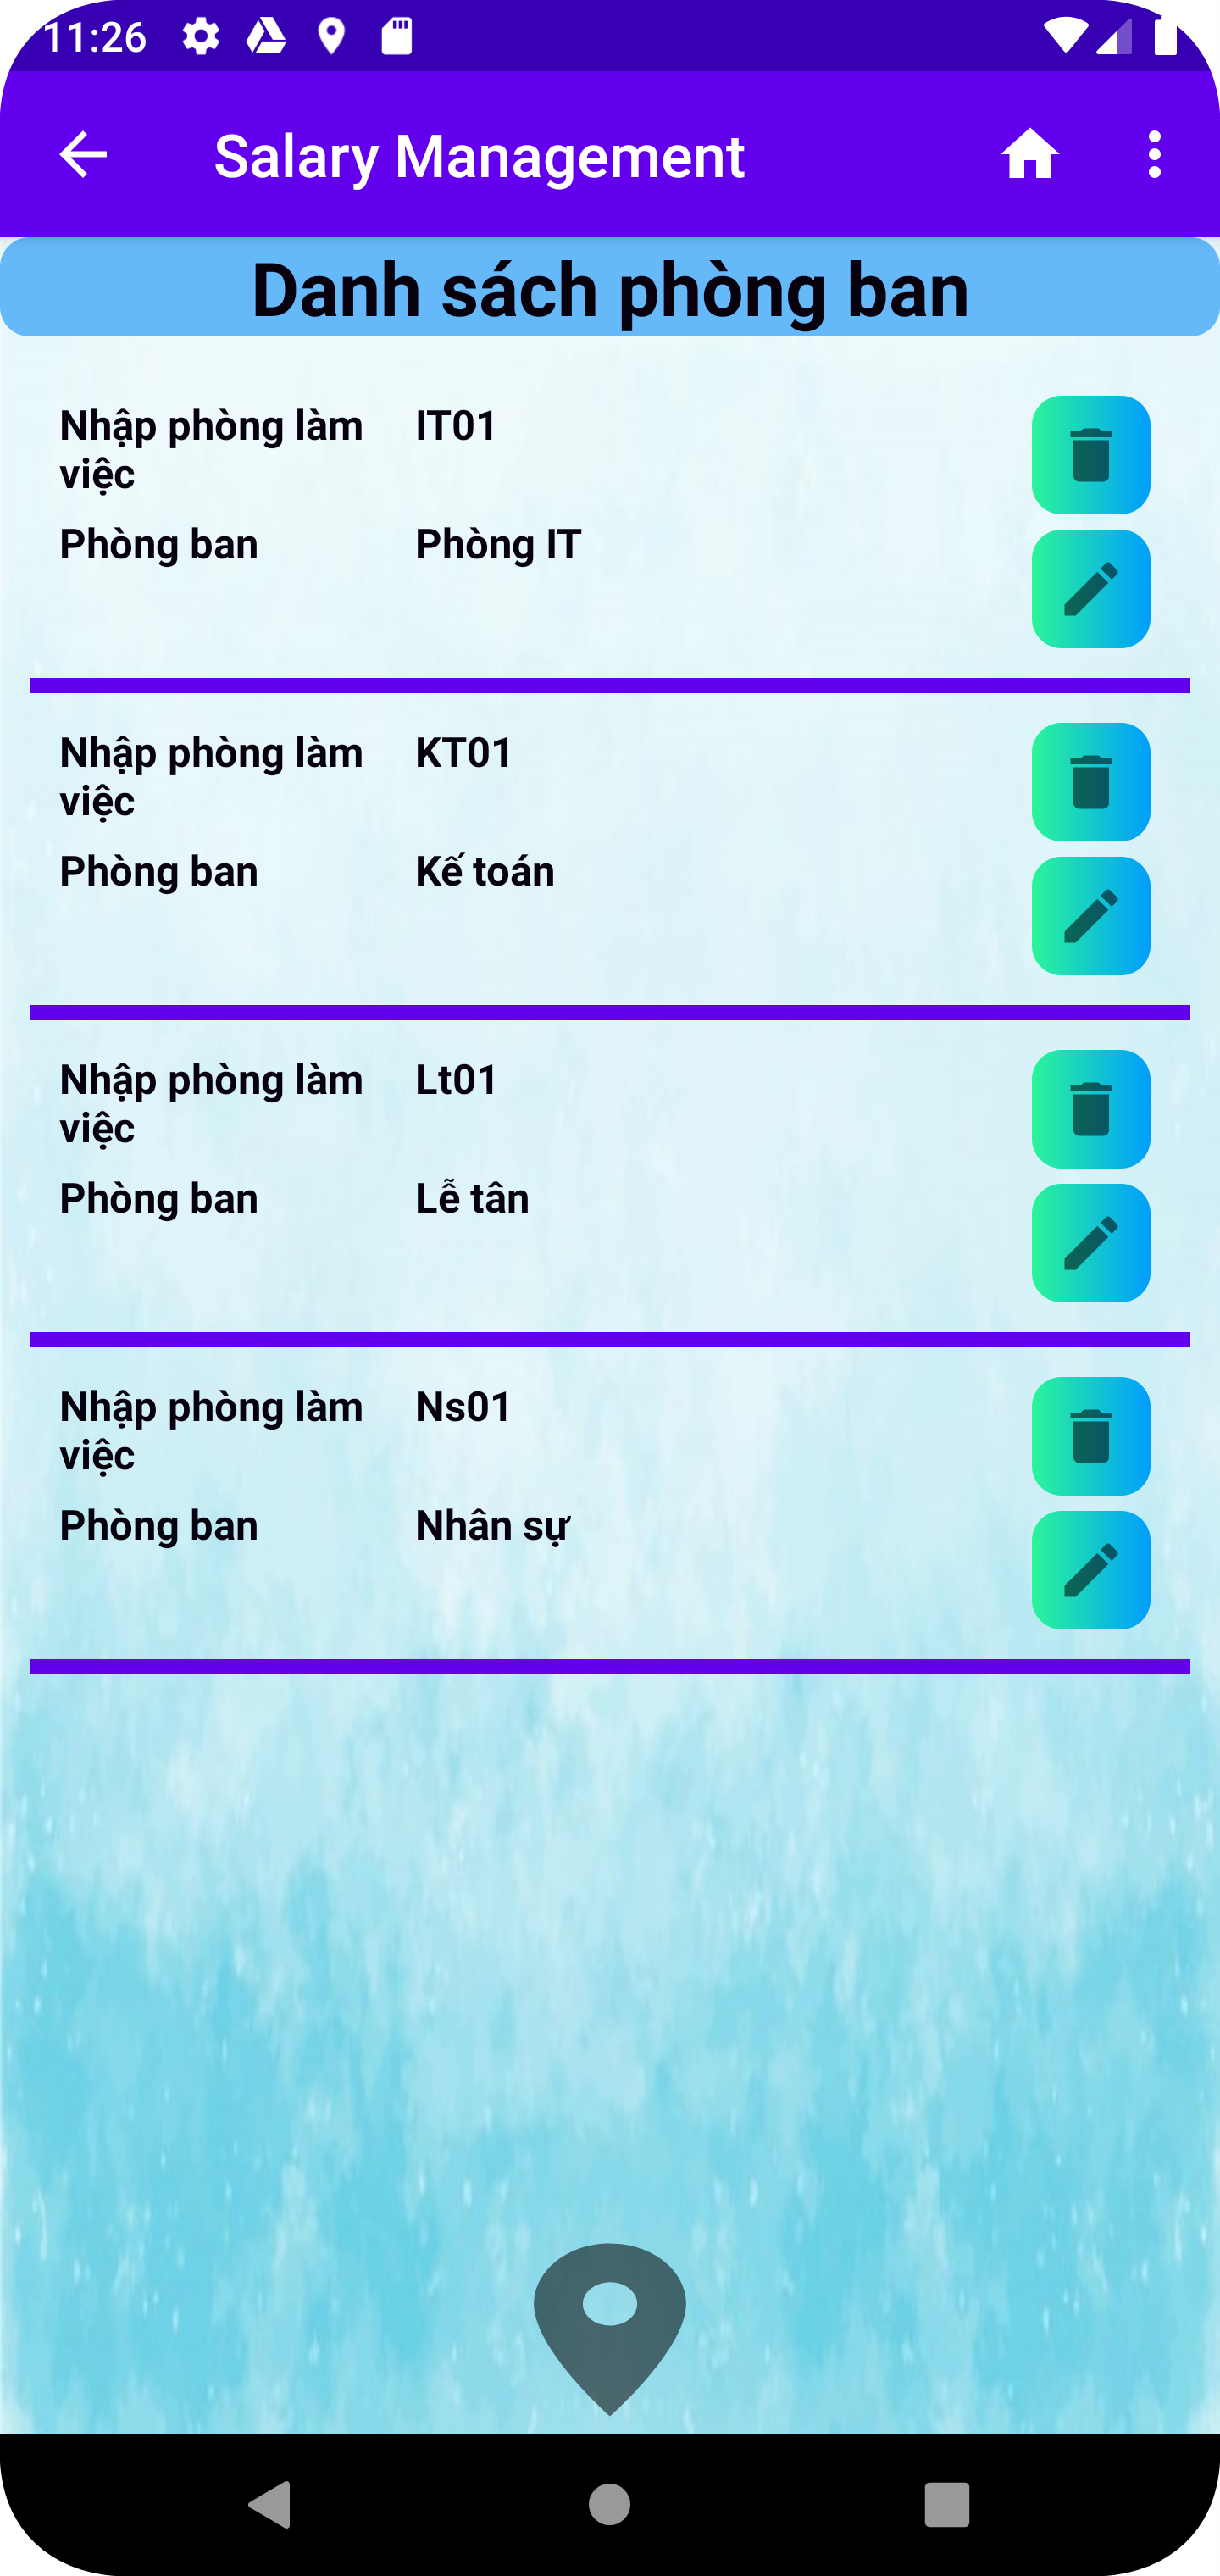 11:26
Salary Management
Danh sách phòng ban
Nhập phòng làm IT01
việc
Phòng ban Phòng IT
Nhập phòng làm KT01
việc
Phòng ban Kế toán
Nhập phòng làm Lt01
việc
Phòng ban Lễ tân
Nhập phòng làm Ns01
việc
Phòng ban Nhân sự